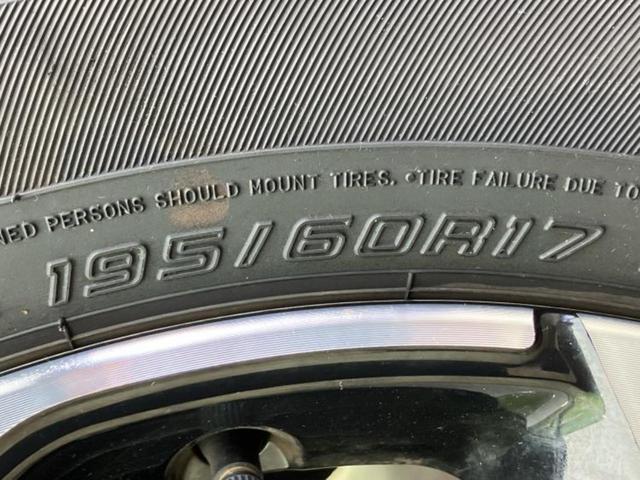 NED PERSONS SHOULD MOUNT TIRES. •TIRE FAILURE DUE TO
195/60R17